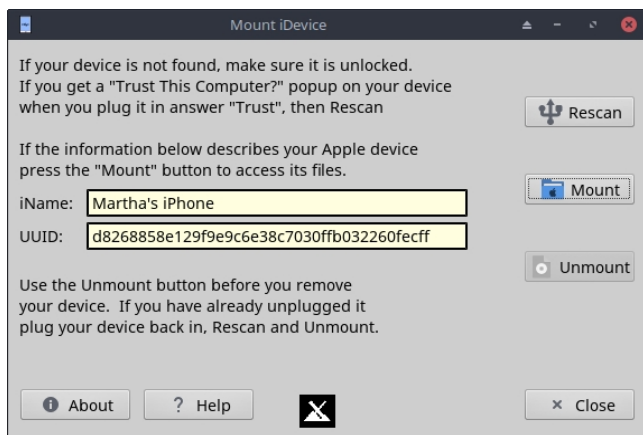 Mount iDevice
If your device is not found, make sure it is unlocked.
If you get a "Trust This Computer?" popup on your device
when you plug it in answer "Trust", then Rescan
Rescan
If the information below describes your Apple device
press the "Mount" button to access its files.
Mount
iName: Martha's iPhone
UUID: d8268858e129f9e9c6e38c7030ffb032260fecff
Unmount
Use the Unmount button before you remove
your device. If you have already unplugged it
plug your device back in, Rescan and Unmount.
About
? Help
Close